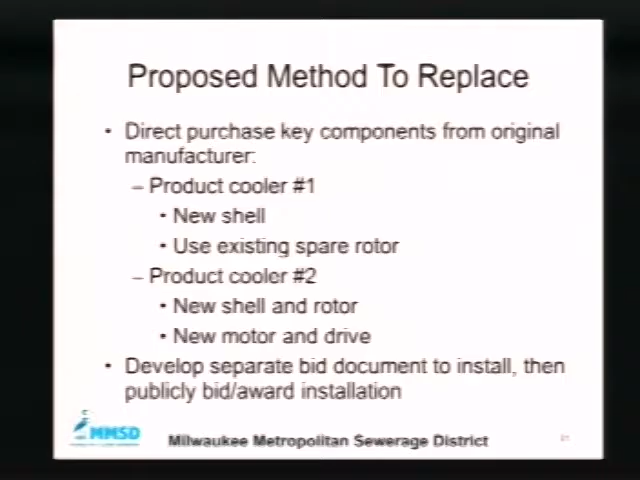 Proposed Method To Replace
• Direct purchase key components from original
manufacturer:
– Product cooler #1
• New shell
• Use existing spare rotor
– Product cooler #2
• New shell and rotor
• New motor and drive
• Develop separate bid document to install, then
publicly bid/award installation
MMSD
Milwaukee Metropolitan Sewerage District